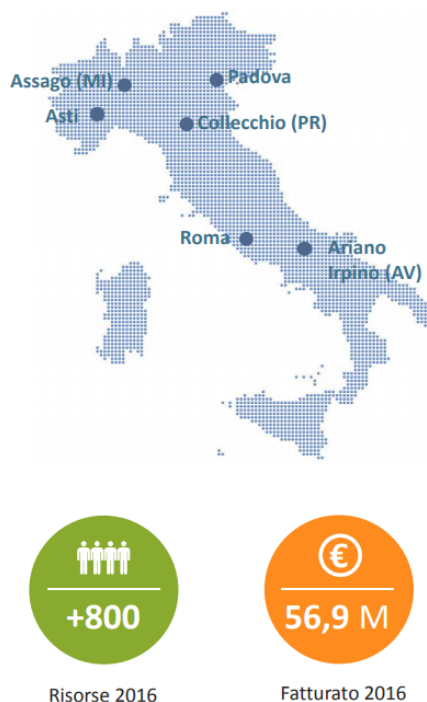 Assago (MI)
Padova
Asti
Collecchio (PR)
Roma
Ariano
Irpino (AV)
+800
€
56,9 M
Risorse 2016
Fatturato 2016